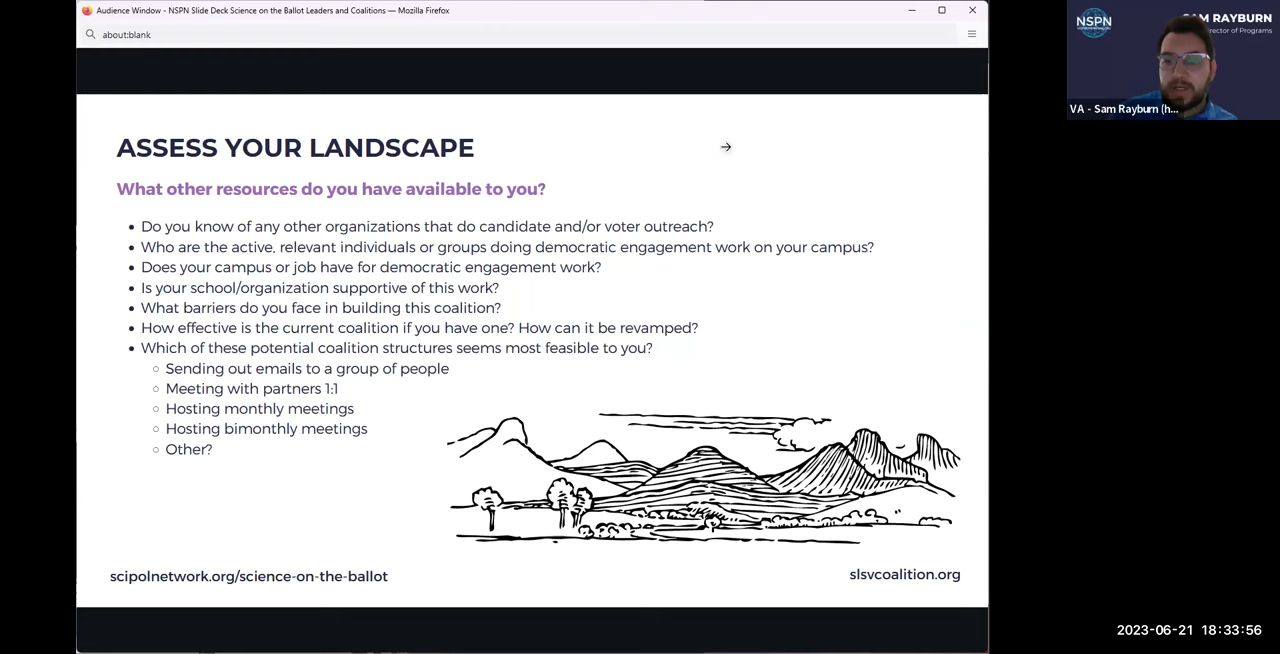 Audience Window - NSPN Slide Deck Science on the Ballot Leaders and Coalitions — Mozilla Firefox
about:blank
ASSESS YOUR LANDSCAPE
What other resources do you have available to you?
• Do you know of any other organizations that do candidate and/or voter outreach?
• Who are the active, relevant individuals or groups doing democratic engagement work on your campus?
• Does your campus or job have for democratic engagement work?
• Is your school/organization supportive of this work?
• What barriers do you face in building this coalition?
• How effective is the current coalition if you have one? How can it be revamped?
• Which of these potential coalition structures seems most feasible to you?
○ Sending out emails to a group of people
○ Meeting with partners 1:1
○ Hosting monthly meetings
○ Hosting bimonthly meetings
○ Other?
scipolnetwork.org/science-on-the-ballot
slsvcoalition.org
NSPN
AM RAYBURN
rector of Programs
VA - Sam Rayburn (h...
2023-06-21 18:33:56